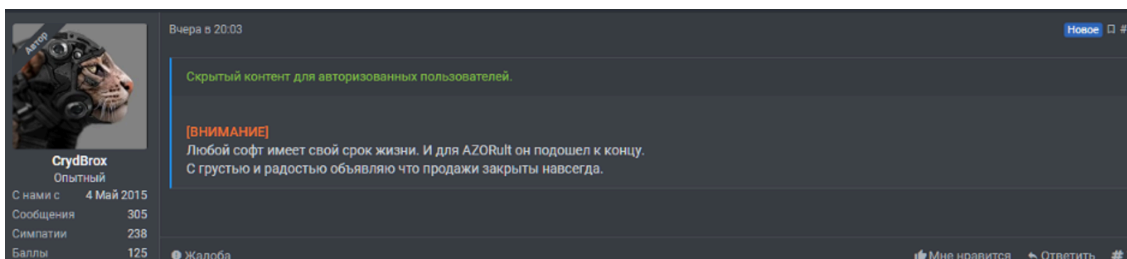 Автор
Вчера в 20:03
Новое #
Скрытый контент для авторизованных пользователей.
[ВНИМАНИЕ]
Любой софт имеет свой срок жизни. И для AZORult он подошел к концу.
С грустью и радостью объявляю что продажи закрыты навсегда.
CrydBrox
Опытный
С нами с 4 Май 2015
Сообщения 305
Симпатии 238
Баллы 125
Жалоба
Мне нравится Ответить #